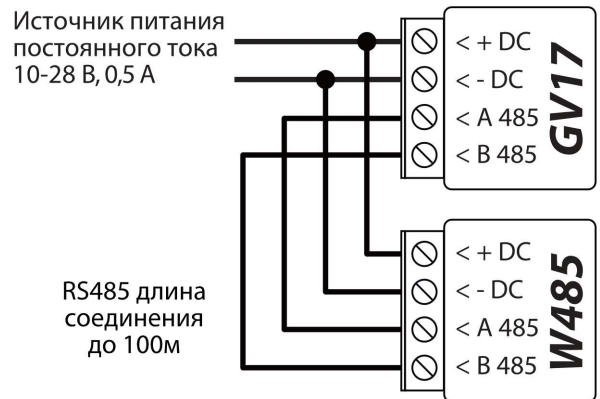 Источник питания
постоянного тока
10-28 В, 0,5 А
< + DC
< - DC
< A 485
< B 485
GV17
RS485 длина
соединения
до 100м
< + DC
< - DC
< A 485
< B 485
W485